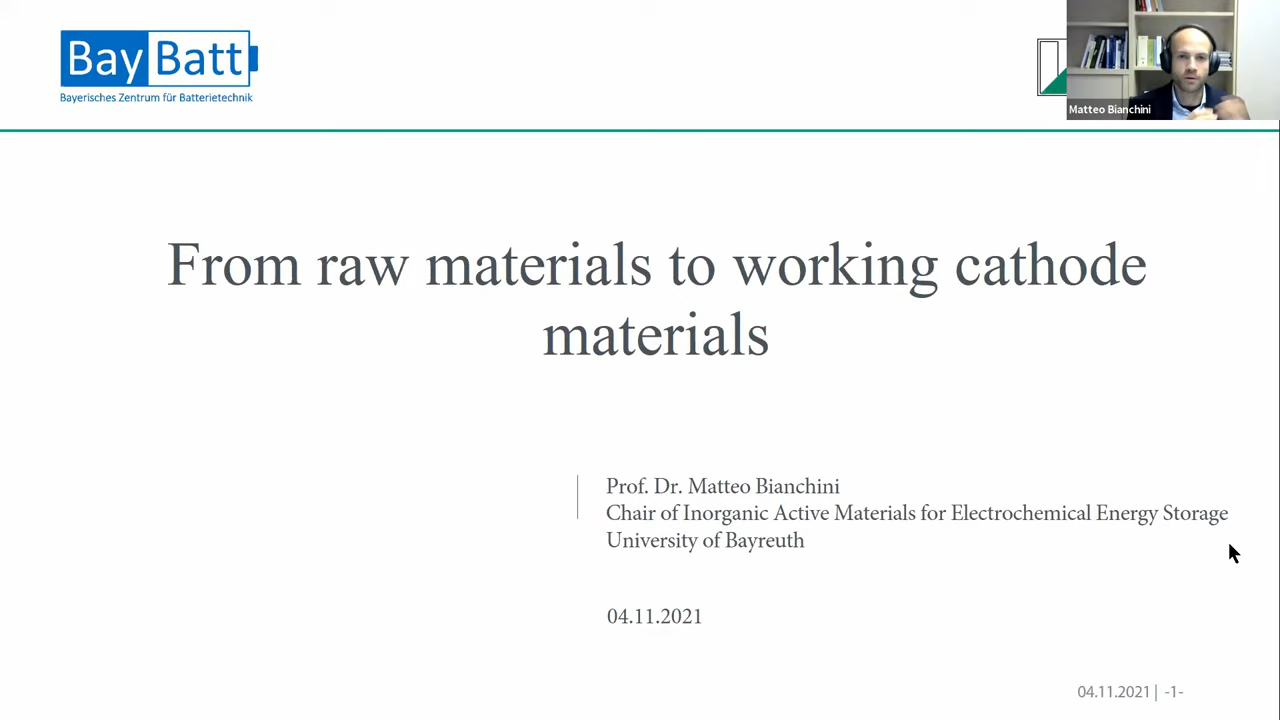 BayBatt
Bayerisches Zentrum für Batterietechnik
Matteo Bianchini
From raw materials to working cathode
materials
Prof. Dr. Matteo Bianchini
Chair of Inorganic Active Materials for Electrochemical Energy Storage
University of Bayreuth
04.11.2021
04.11.2021 | -1-